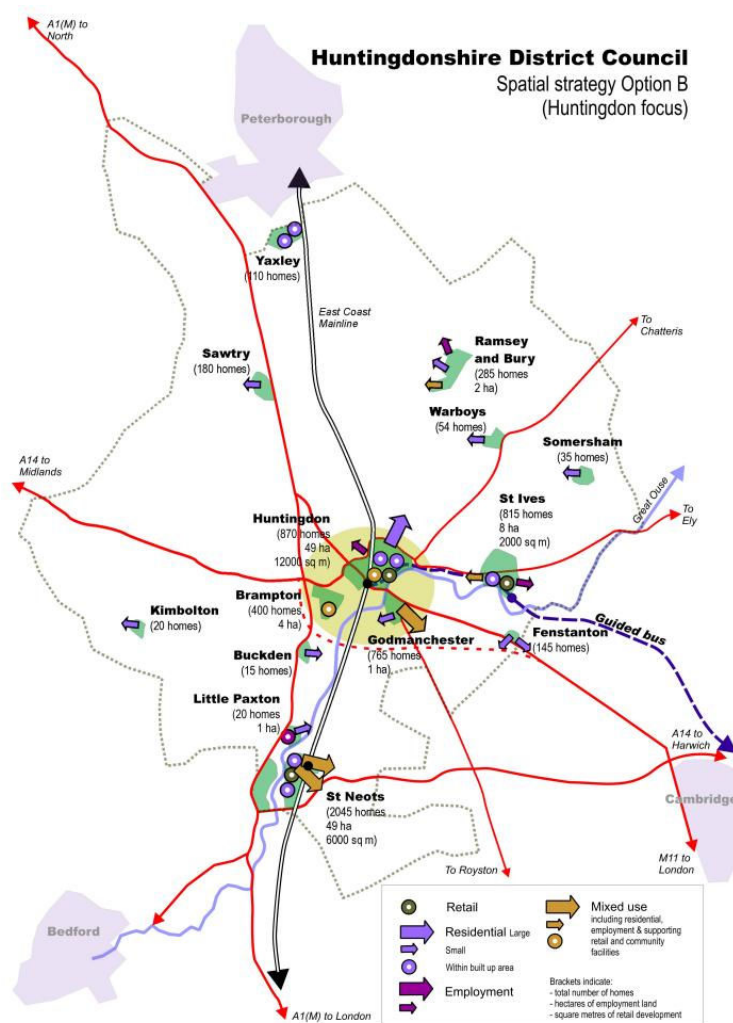 A1(M) to
North
Huntingdonshire District Council
Spatial strategy Option B
(Huntingdon focus)
Peterborough
Yaxley
(110 homes)
East Coast
Mainline
To
Chatteris
Ramsey
and Bury
(285 homes
2 ha)
Sawtry
(180 homes)
Warboys
(54 homes)
Somersham
(35 homes)
A14 to
Midlands
St Ives
(815 homes
8 ha
2000 sq m)
Great Ouse
To
Ely
Huntingdon
(870 homes
49 ha
12000 sq m)
Brampton
(400 homes
4 ha)
Kimbolton
(20 homes)
Godmanchester
(765 homes
1 ha)
Fenstanton
(145 homes)
Guided bus
Buckden
(15 homes)
Little Paxton
(20 homes
1 ha)
A14 to
Harwich
St Neots
(2045 homes
49 ha
6000 sq m)
Cambridge
To Royston
M11 to
London
Bedford
A1(M) to London
Retail
Residential Large
Small
Within built up area
Employment
Mixed use
including residential,
employment & supporting
retail and community
facilities
Brackets indicate:
- total number of homes
- hectares of employment land
- square metres of retail development